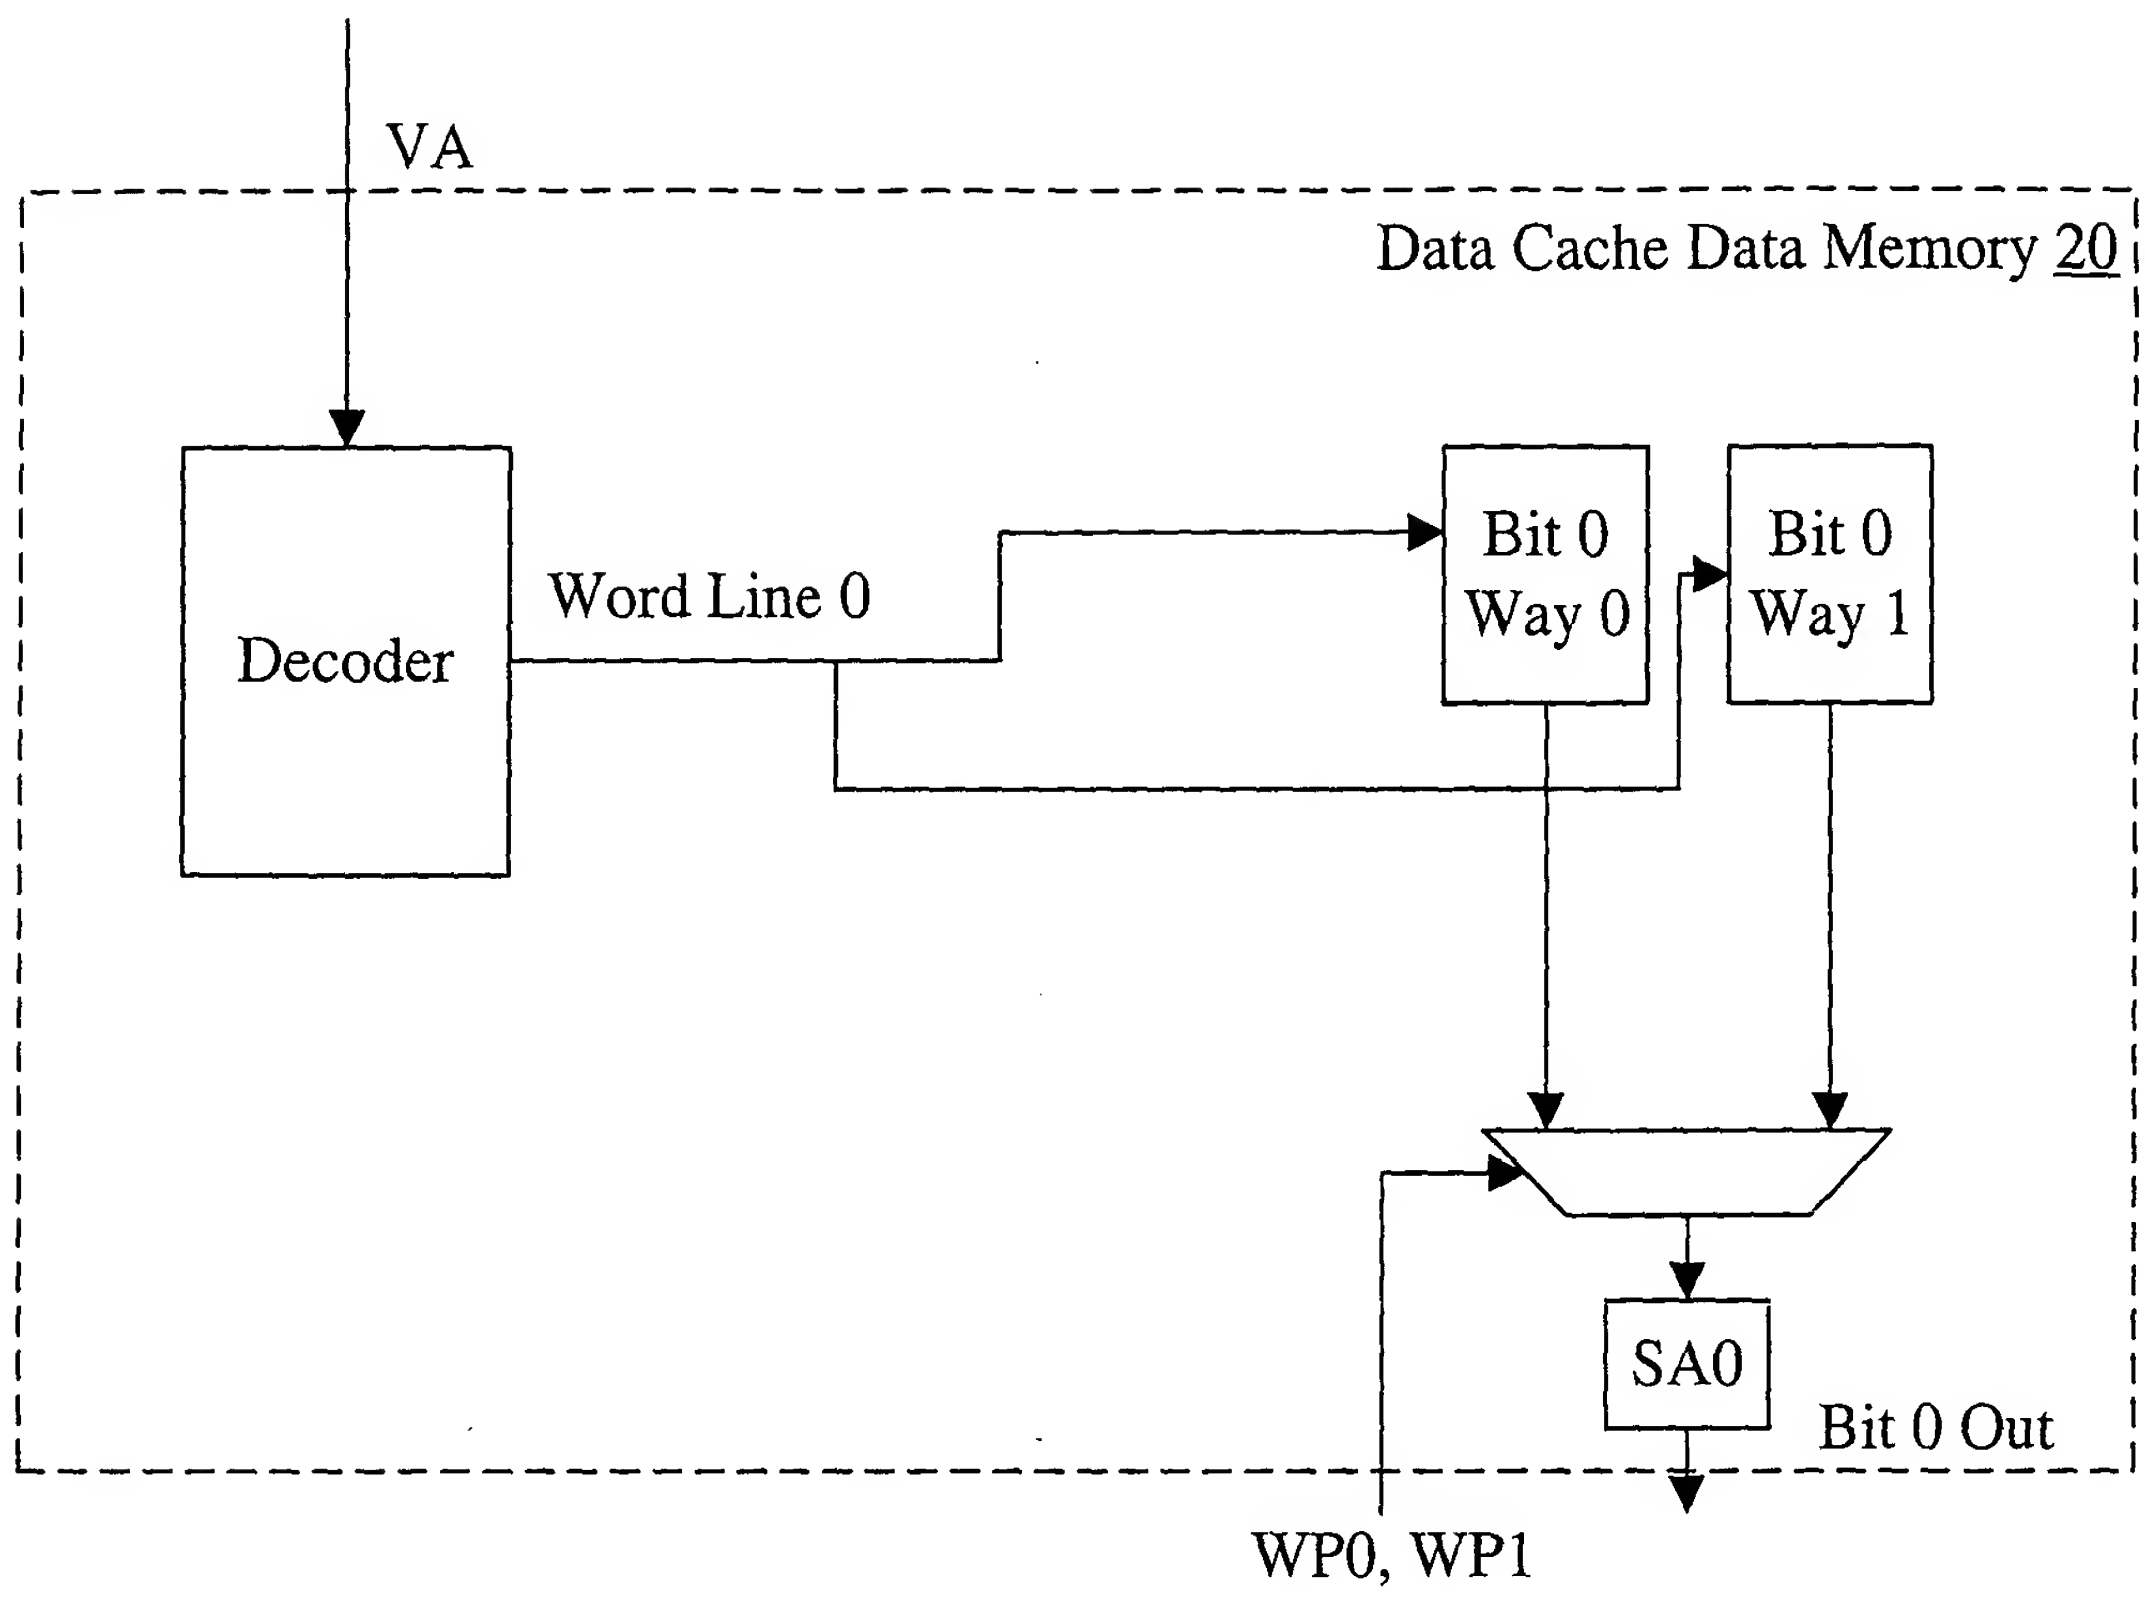 VA
Data Cache Data Memory 20
Bit 0
Way 0
Bit 0
Way 1
Word Line 0
Decoder
SA0
Bit 0 Out
WP0, WP1